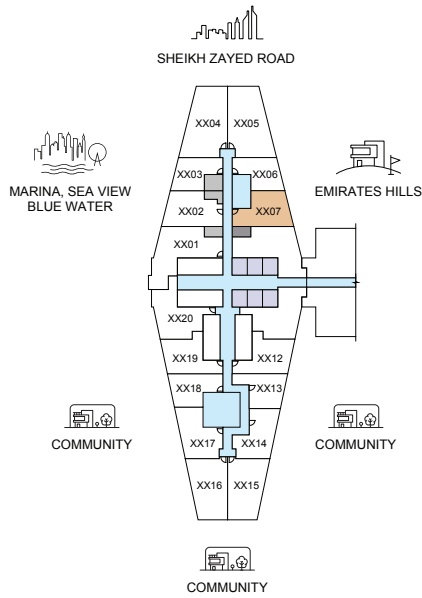 SHEIKH ZAYED ROAD
XX04
XX05
MARINA, SEA VIEW
BLUE WATER
XX03
XX06
EMIRATES HILLS
XX02
XX07
XX01
XX20
XX19
XX12
XX18
XX13
COMMUNITY
COMMUNITY
XX17
XX14
XX16
XX15
COMMUNITY